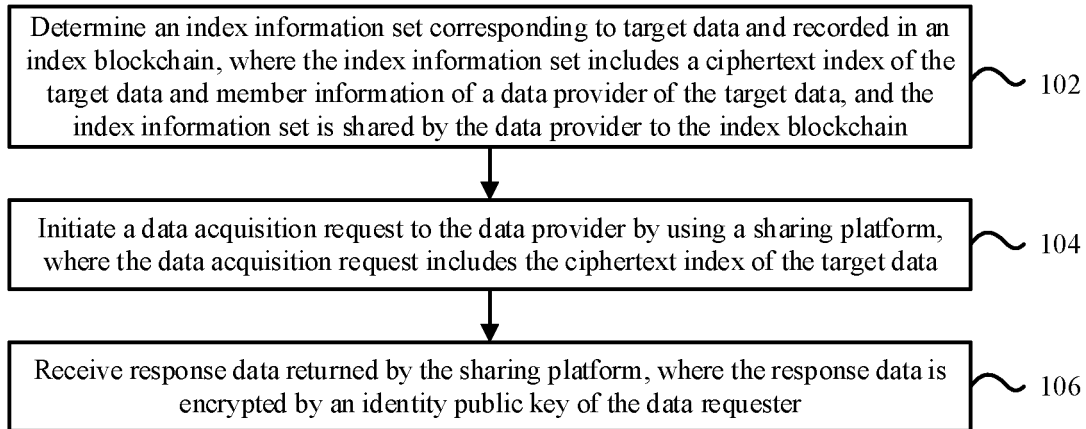 Determine an index information set corresponding to target data and recorded in an
index blockchain, where the index information set includes a ciphertext index of the
target data and member information of a data provider of the target data, and the
index information set is shared by the data provider to the index blockchain
102
Initiate a data acquisition request to the data provider by using a sharing platform,
where the data acquisition request includes the ciphertext index of the target data
104
Receive response data returned by the sharing platform, where the response data is
encrypted by an identity public key of the data requester
106